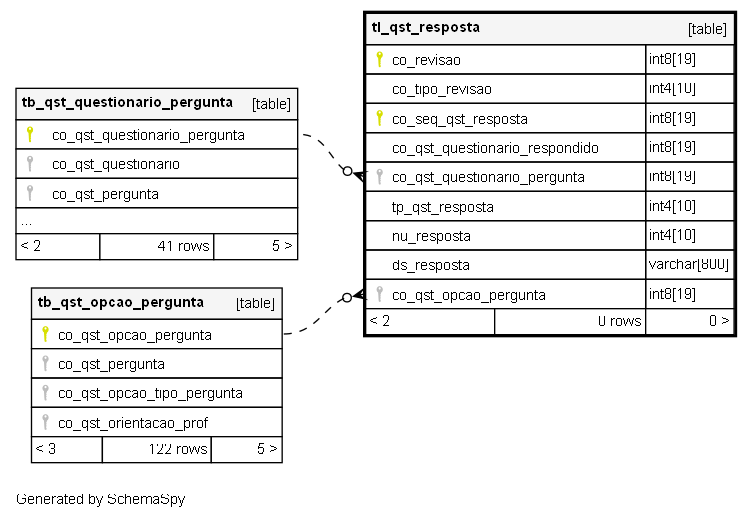 tl_qst_resposta [table]
co_revisao int8[19]
co_tipo_revisao int4[10]
co_seq_qst_resposta int8[19]
co_qst_questionario_respondido int8[19]
co_qst_questionario_pergunta int8[19]
tp_qst_resposta int4[10]
nu_resposta int4[10]
ds_resposta varchar[800]
co_qst_opcao_pergunta int8[19]
< 2 0 rows 0 >
tb_qst_questionario_pergunta [table]
co_qst_questionario_pergunta
co_qst_questionario
co_qst_pergunta
...
< 2 41 rows 5 >
tb_qst_opcao_pergunta [table]
co_qst_opcao_pergunta
co_qst_pergunta
co_qst_opcao_tipo_pergunta
co_qst_orientacao_prof
< 3 122 rows 5 >
Generated by SchemaSpy